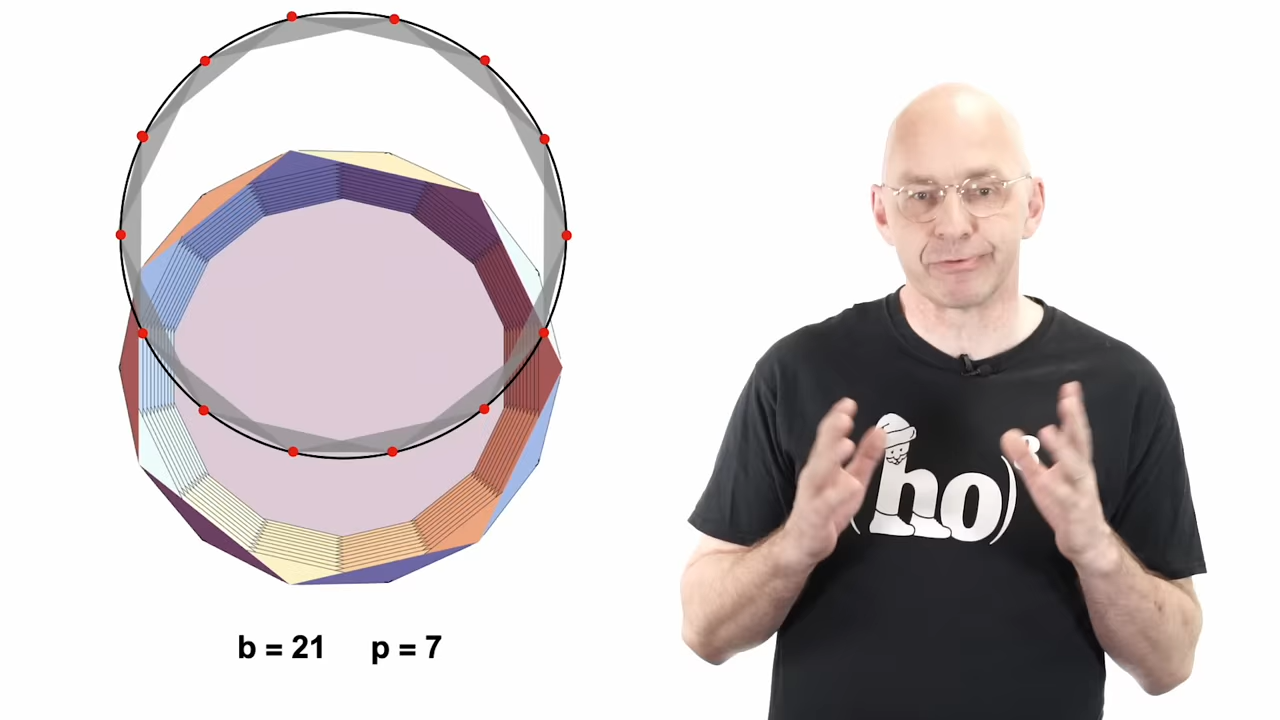 (ho)
b = 21 p = 7